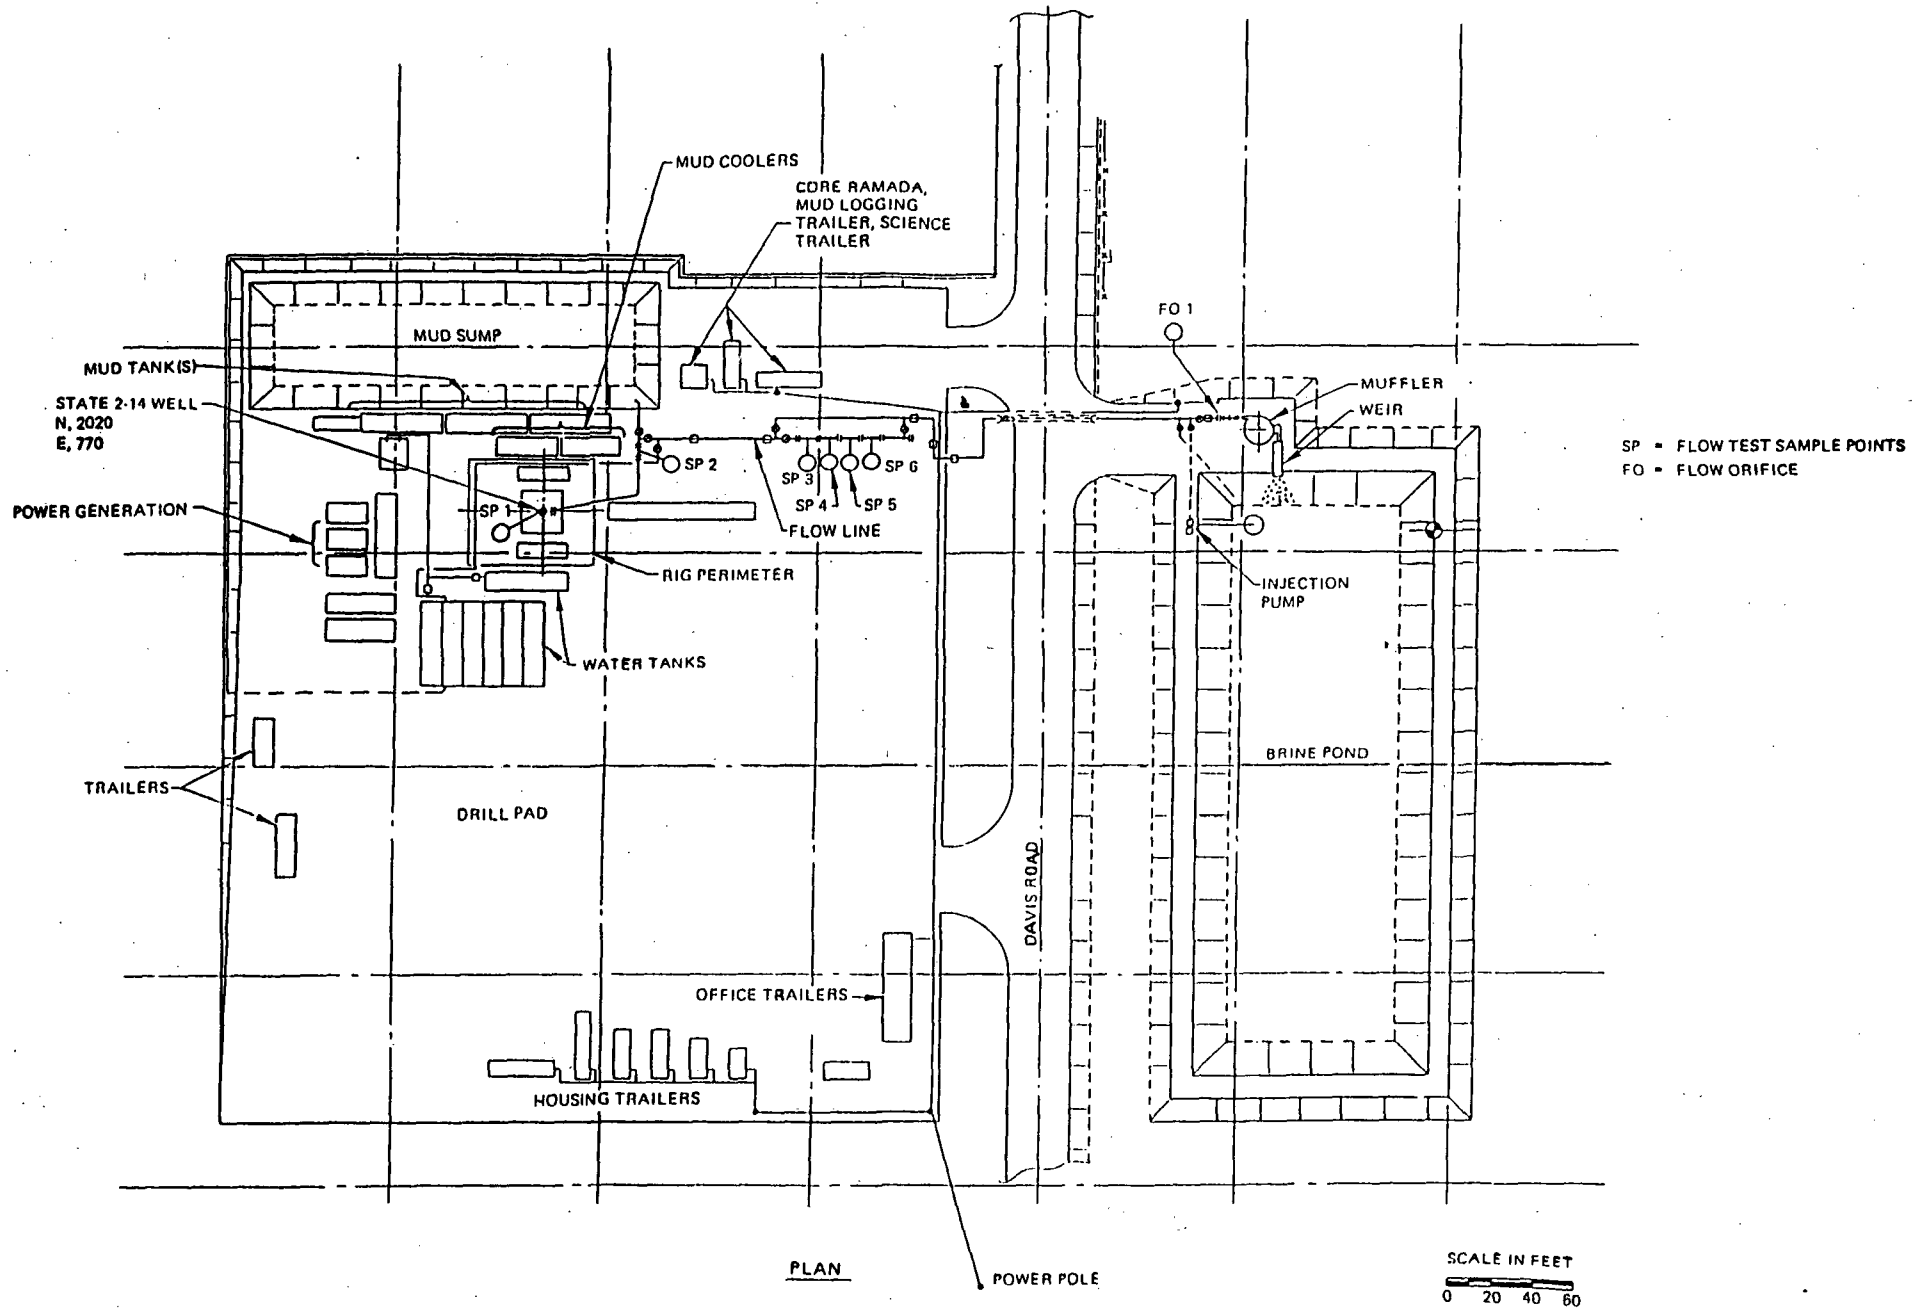 MUD COOLERS
CORE RAMADA,
MUD LOGGING
TRAILER, SCIENCE
TRAILER
FO 1
MUD SUMP
MUD TANK(S)
STATE 2-14 WELL
N, 2020
E, 770
MUFFLER
WEIR
SP = FLOW TEST SAMPLE POINTS
FO = FLOW ORIFICE
SP 2
SP 3
SP 6
SP 4
SP 5
SP 1
POWER GENERATION
FLOW LINE
RIG PERIMETER
INJECTION
PUMP
WATER TANKS
BRINE POND
TRAILERS
DRILL PAD
DAVIS ROAD
OFFICE TRAILERS
HOUSING TRAILERS
PLAN
POWER POLE
SCALE IN FEET
0 20 40 60